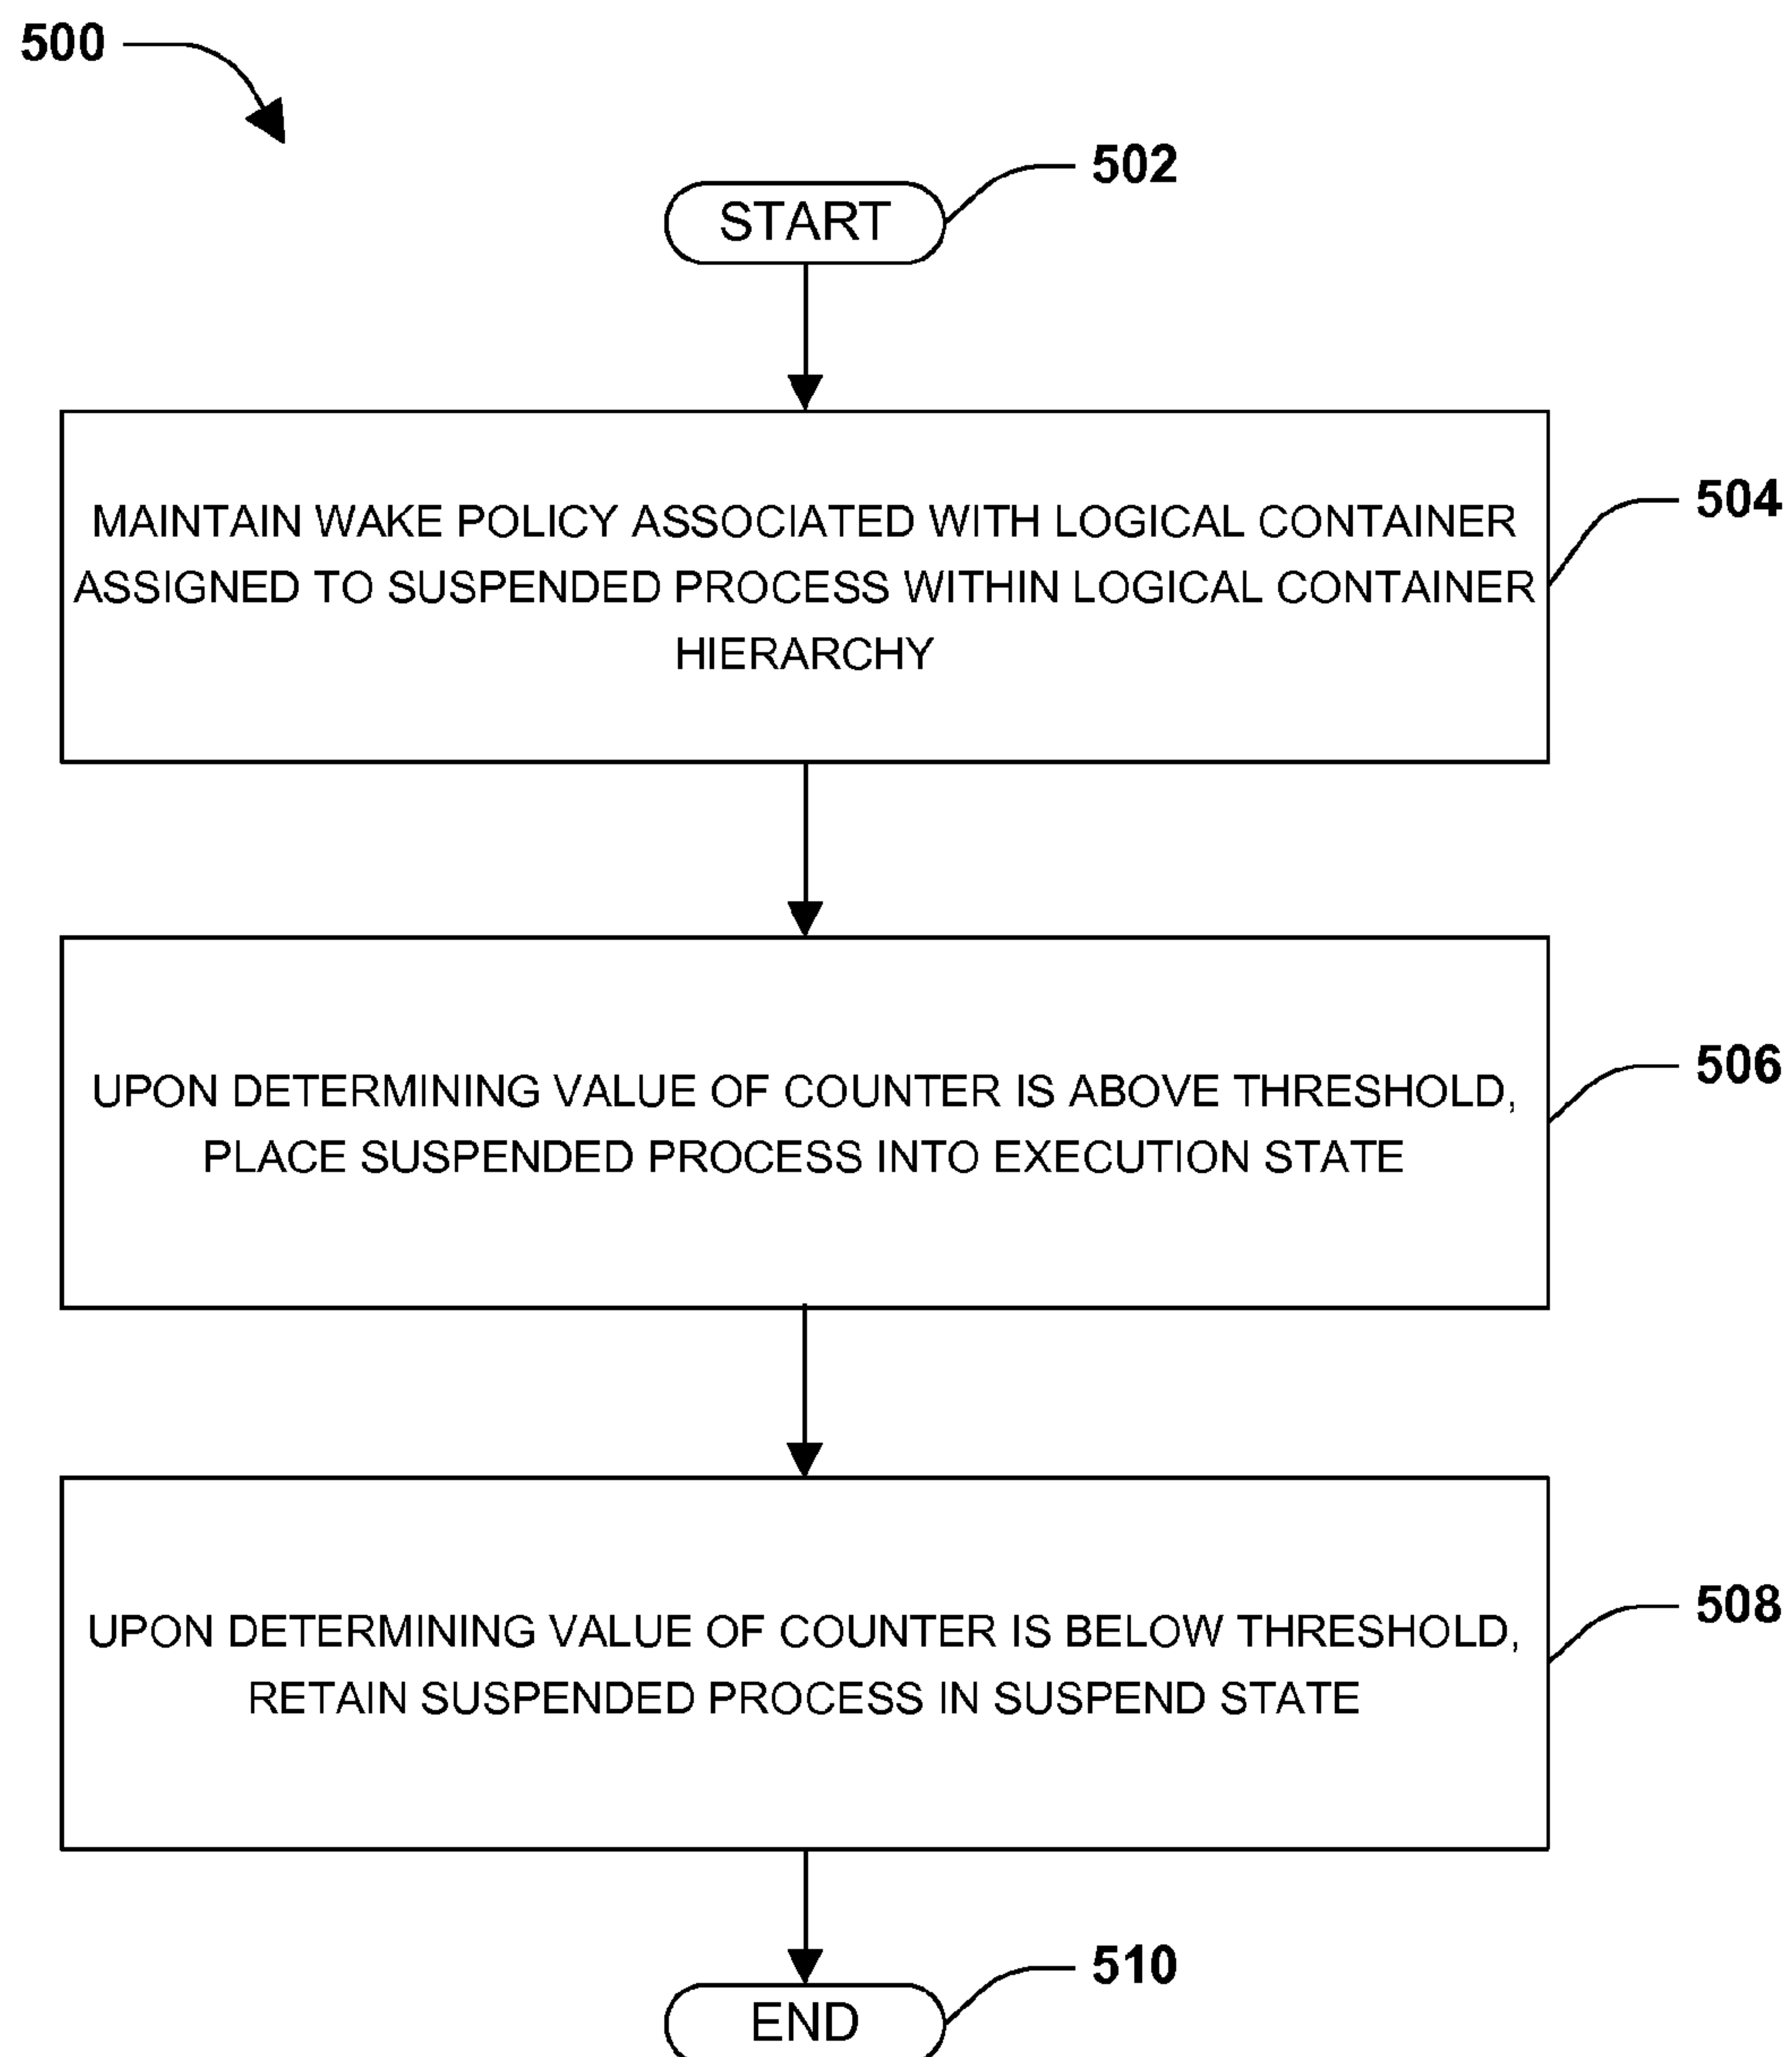 500
502
START
MAINTAIN WAKE POLICY ASSOCIATED WITH LOGICAL CONTAINER
ASSIGNED TO SUSPENDED PROCESS WITHIN LOGICAL CONTAINER
HIERARCHY
504
UPON DETERMINING VALUE OF COUNTER IS ABOVE THRESHOLD,
PLACE SUSPENDED PROCESS INTO EXECUTION STATE
506
UPON DETERMINING VALUE OF COUNTER IS BELOW THRESHOLD,
RETAIN SUSPENDED PROCESS IN SUSPEND STATE
508
510
END